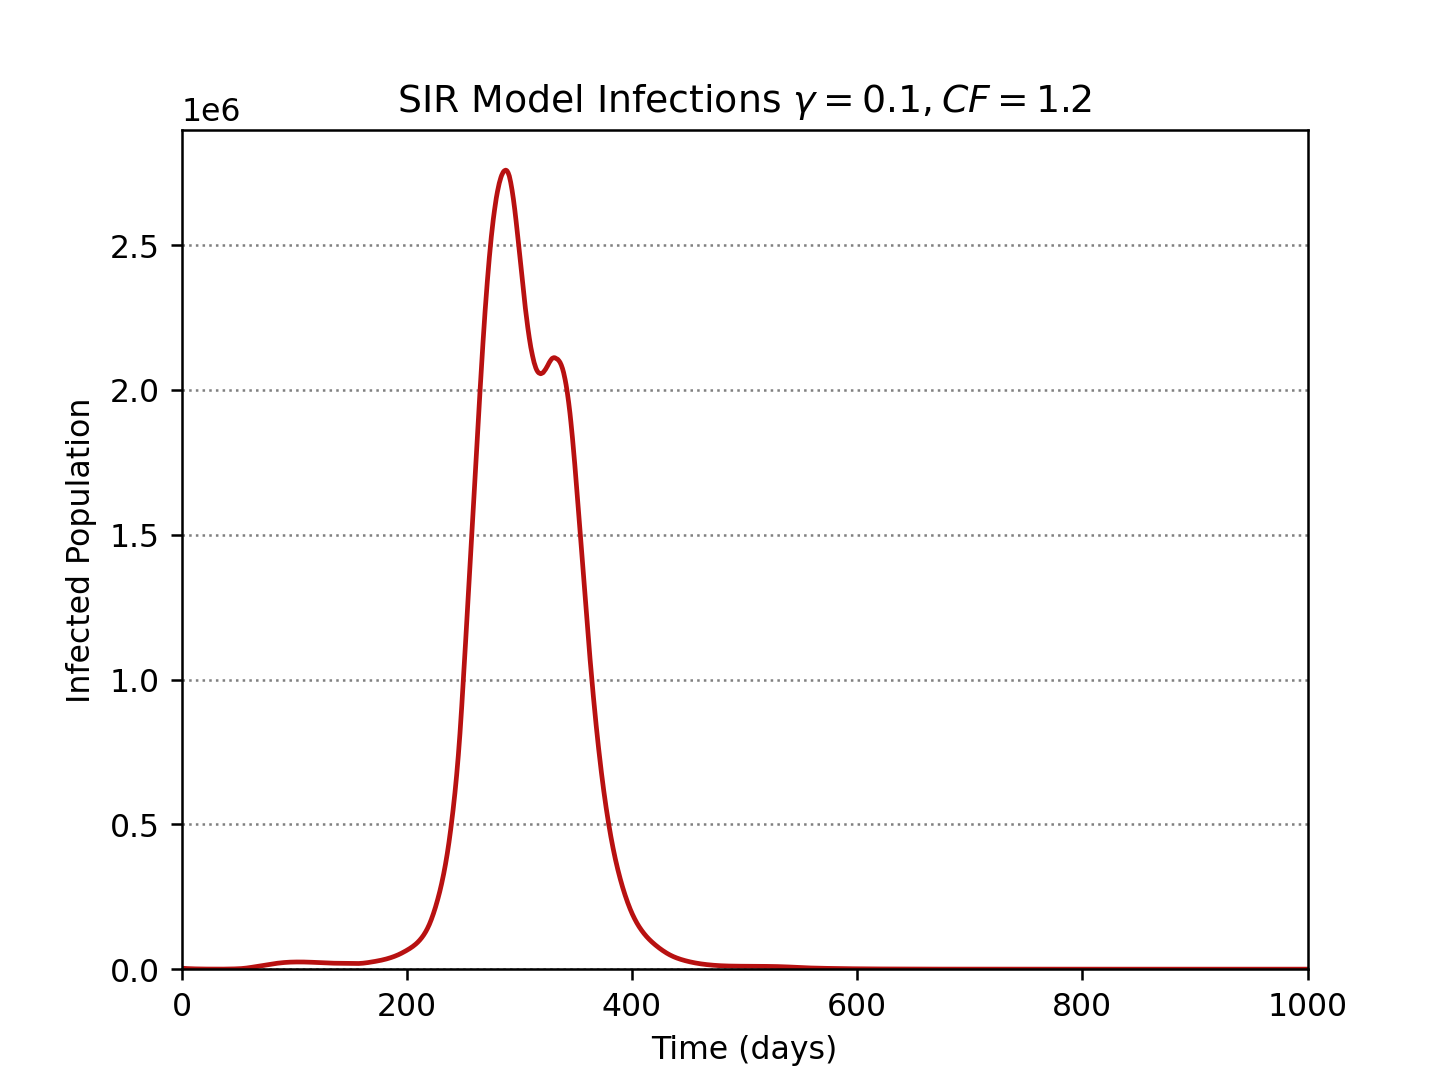 SIR Model Infections γ = 0.1, CF = 1.2
1e6
2.5
2.0
1.5
1.0
0.5
0.0
Infected Population
0 200 400 600 800 1000
Time (days)